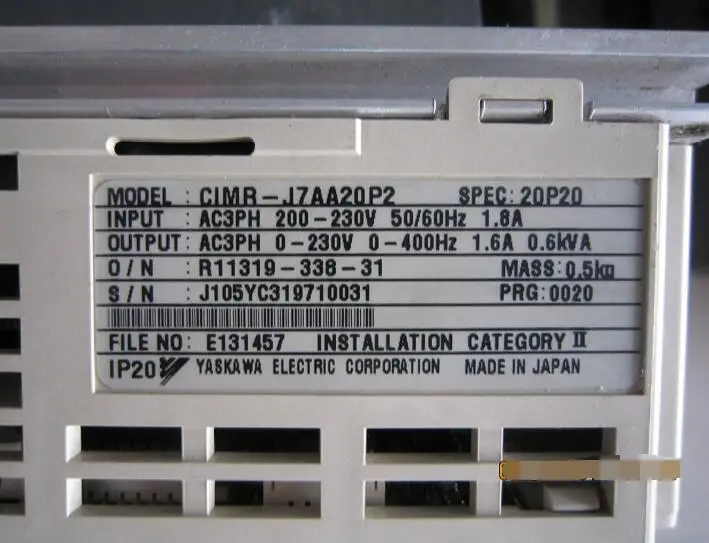 MODEL : CIMR-J7AA20P2 SPEC: 20P20
INPUT : AC3PH 200-230V 50/60Hz 1.8A
OUTPUT: AC3PH 0-230V 0-400Hz 1.6A 0.6kVA
O/N : R11319-338-31 MASS: 0.5kg
S/N : J105YC319710031 PRG: 0020
FILE NO: E131457 INSTALLATION CATEGORY II
IP20 YASKAWA ELECTRIC CORPORATION MADE IN JAPAN